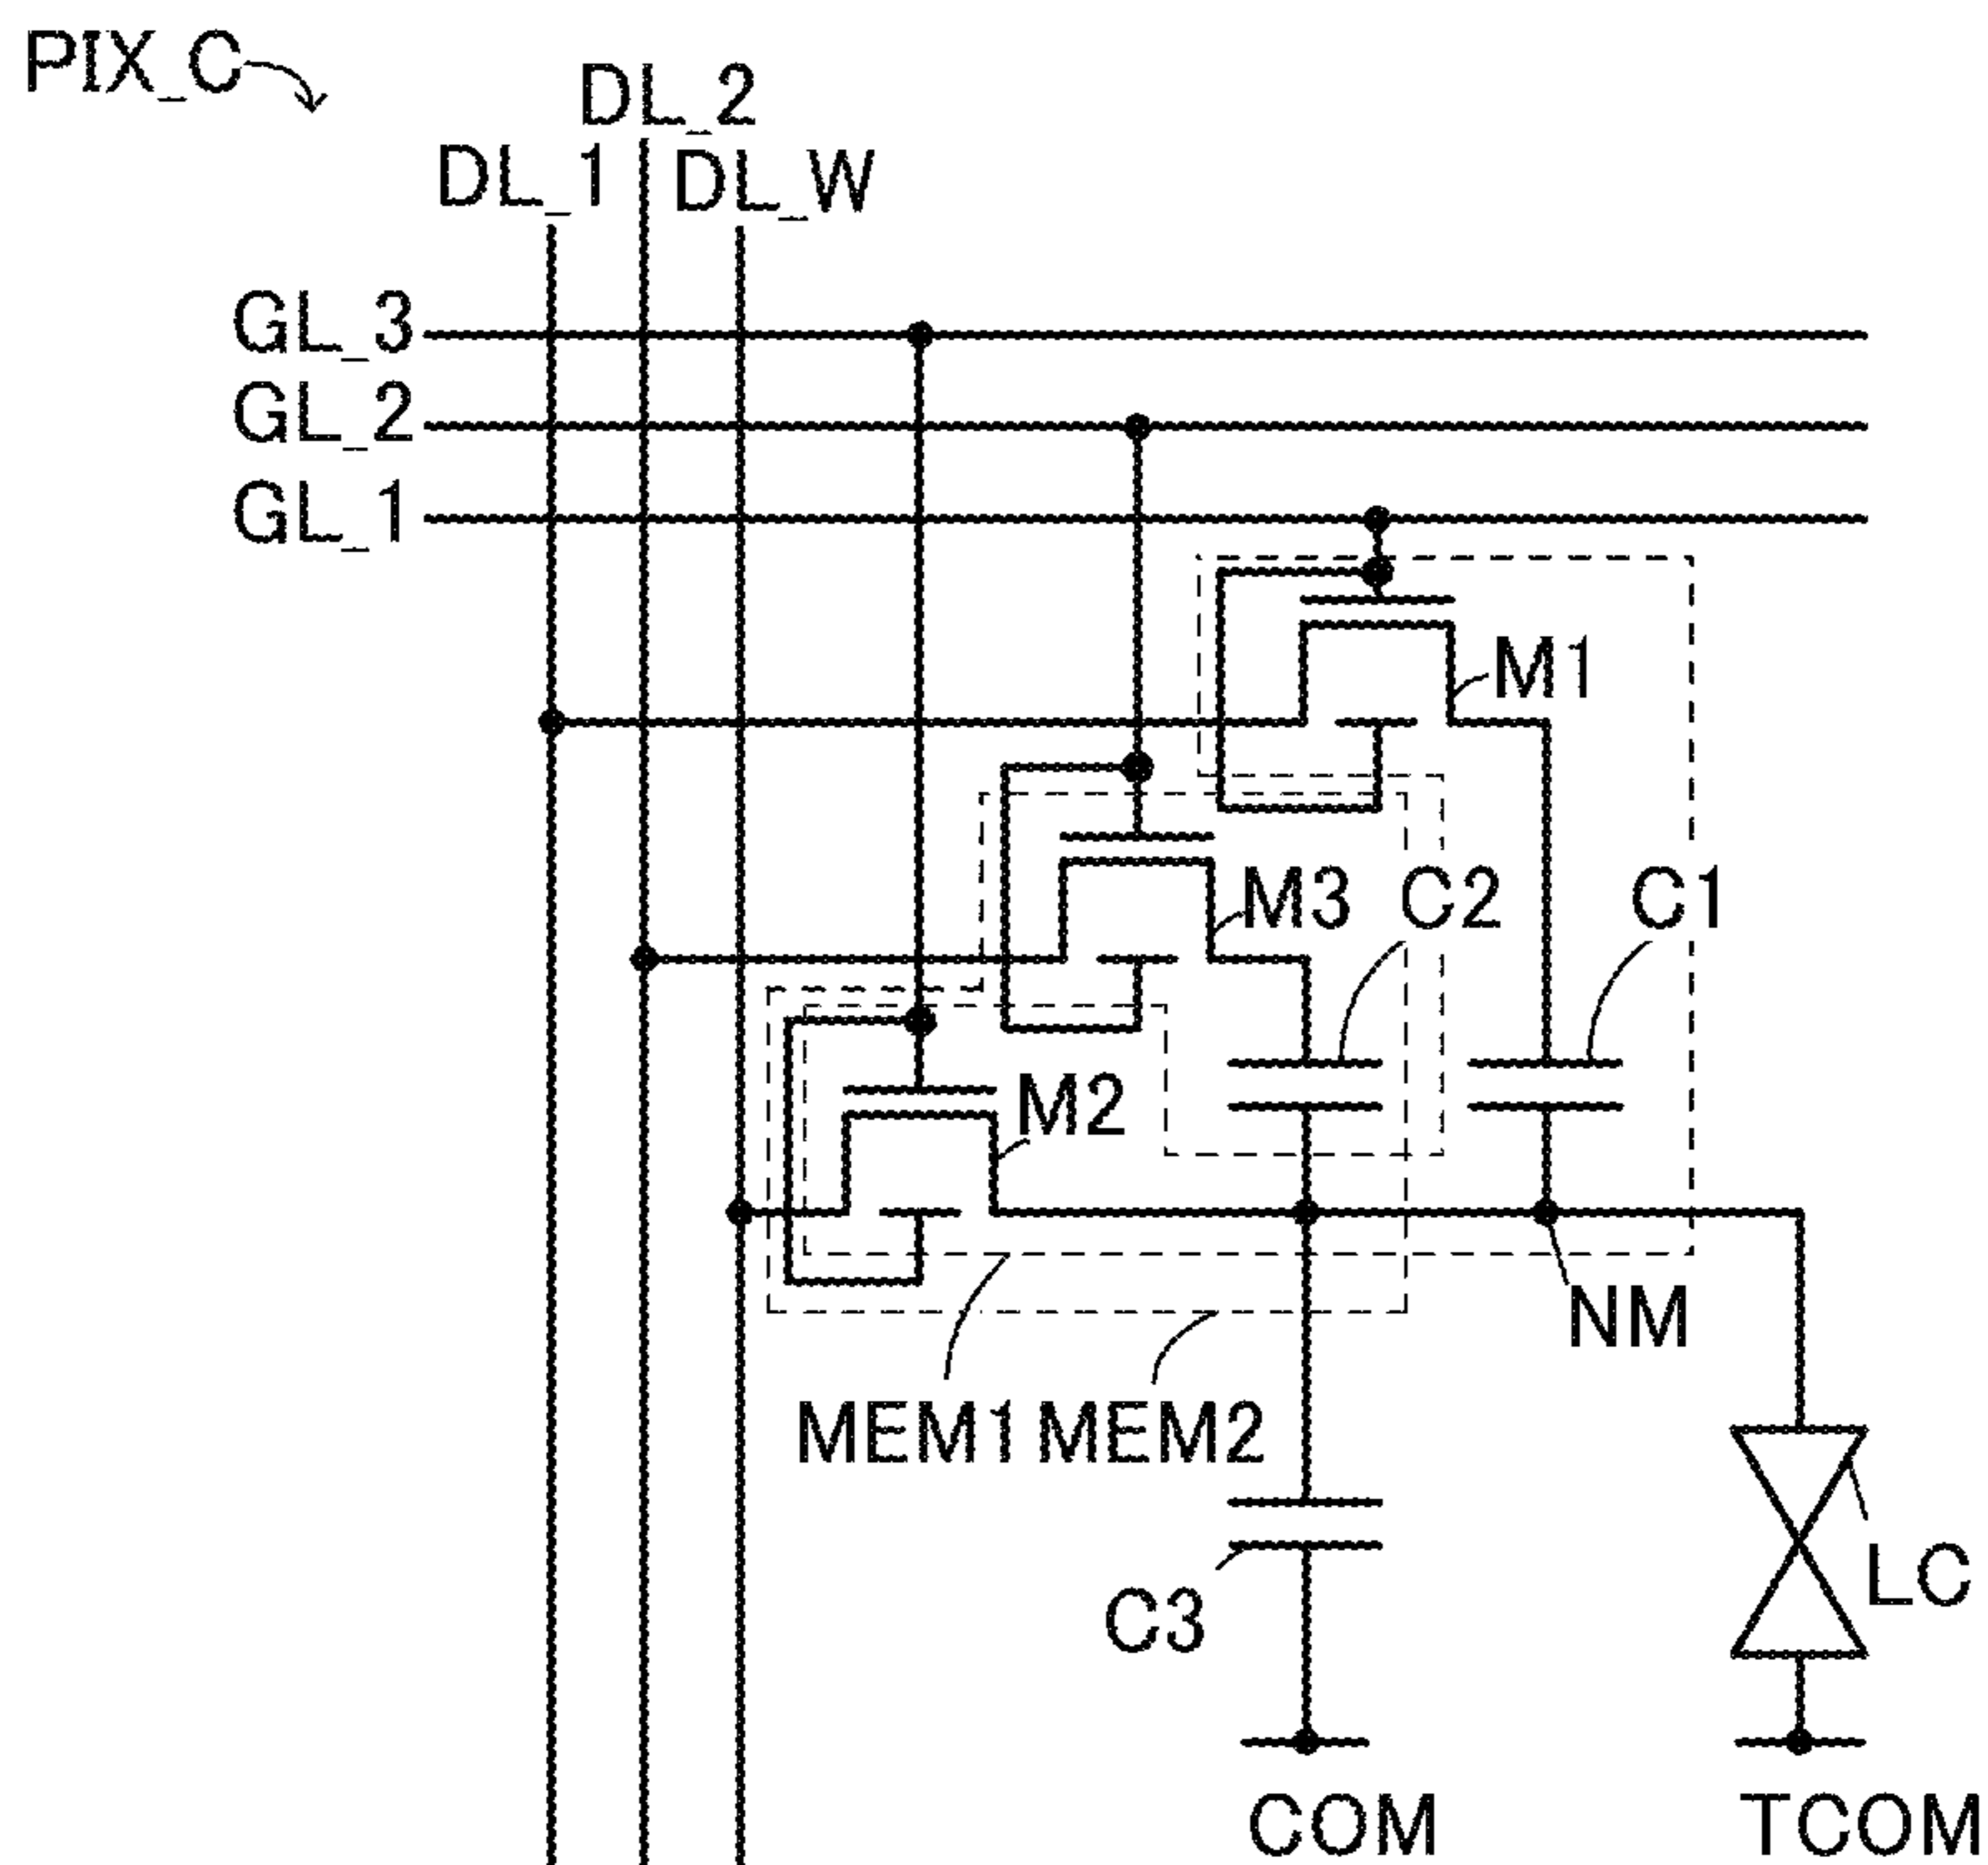 PIX_C
DL_2
DL_1
DL_W
GL_3
GL_2
GL_1
M1
M3
C2
C1
M2
NM
MEM1
MEM2
LC
C3
COM
TCOM